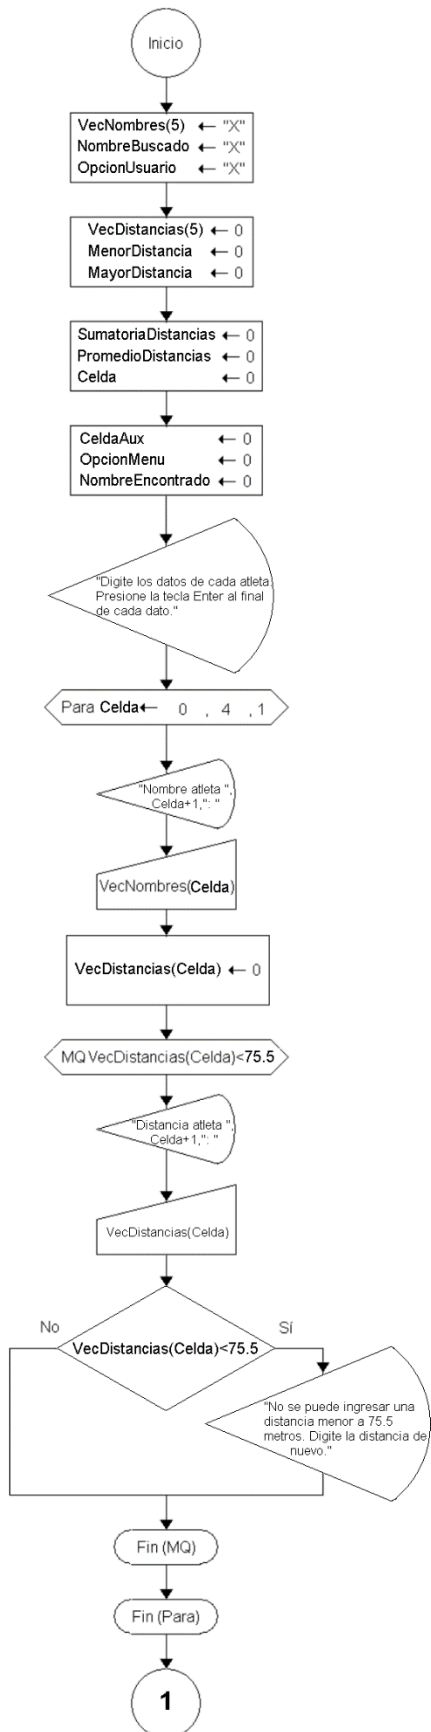 Inicio
VecNombres(5) ← "X"
NombreBuscado ← "X"
OpcionUsuario ← "X"
VecDistancias(5) ← 0
MenorDistancia ← 0
MayorDistancia ← 0
SumatoriaDistancias ← 0
PromedioDistancias ← 0
Celda ← 0
CeldaAux ← 0
OpcionMenu ← 0
NombreEncontrado ← 0
"Digite los datos de cada atleta.
Presione la tecla Enter al final
de cada dato."
Para Celda← 0 , 4 , 1
"Nombre atleta ",
Celda+1,": "
VecNombres(Celda)
VecDistancias(Celda) ← 0
MQ VecDistancias(Celda)<75.5
"Distancia atleta ",
Celda+1,": "
VecDistancias(Celda)
No
Sí
VecDistancias(Celda)<75.5
"No se puede ingresar una
distancia menor a 75.5
metros. Digite la distancia de
nuevo."
Fin (MQ)
Fin (Para)
1